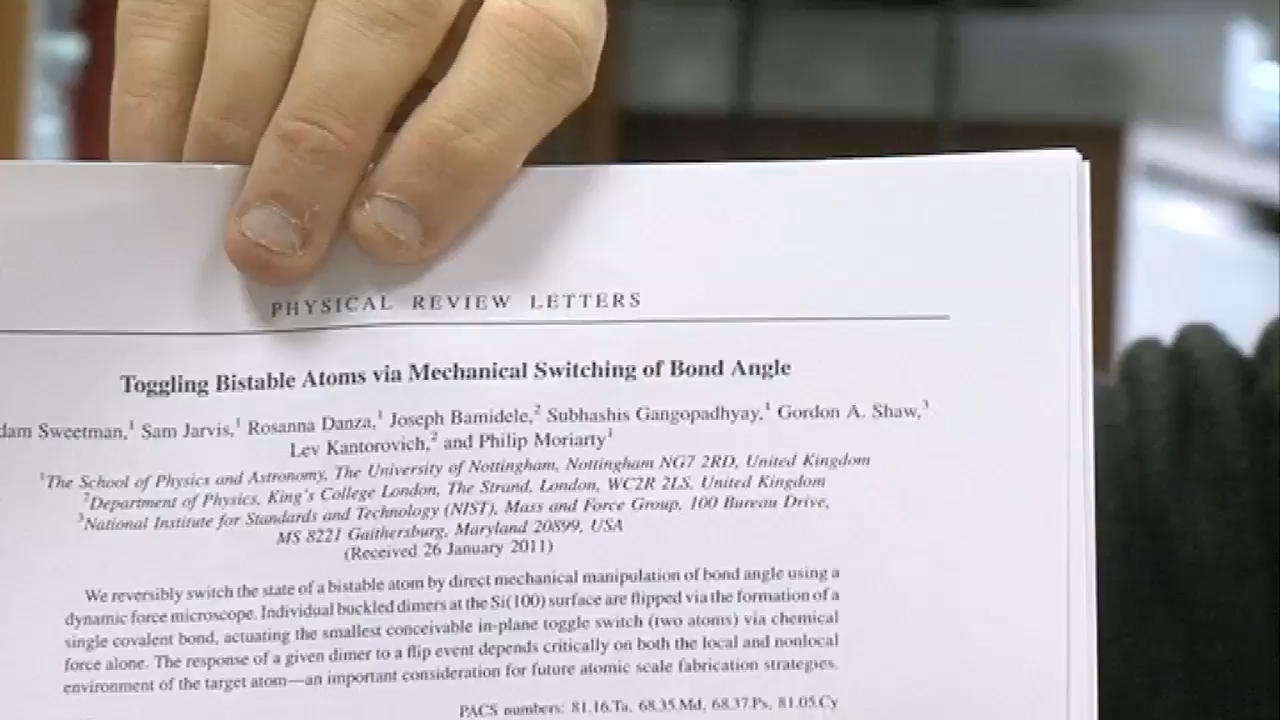 PHYSICAL REVIEW LETTERS
Toggling Bistable Atoms via Mechanical Switching of Bond Angle
dam Sweetman,¹ Sam Jarvis,¹ Rosanna Danza,¹ Joseph Bamidele,² Subhashis Gangopadhyay,¹ Gordon A. Shaw,³
Lev Kantorovich,² and Philip Moriarty¹
¹The School of Physics and Astronomy, The University of Nottingham, Nottingham NG7 2RD, United Kingdom
²Department of Physics, King's College London, The Strand, London, WC2R 2LS, United Kingdom
³National Institute for Standards and Technology (NIST), Mass and Force Group, 100 Bureau Drive,
MS 8221 Gaithersburg, Maryland 20899, USA
(Received 26 January 2011)
We reversibly switch the state of a bistable atom by direct mechanical manipulation of bond angle using a
dynamic force microscope. Individual buckled dimers at the Si(100) surface are flipped via the formation of a
single covalent bond, actuating the smallest conceivable in-plane toggle switch (two atoms) via chemical
force alone. The response of a given dimer to a flip event depends critically on both the local and nonlocal
environment of the target atom—an important consideration for future atomic scale fabrication strategies.
PACS numbers: 81.16.Ta, 68.35.Md, 68.37.Ps, 81.05.Cy